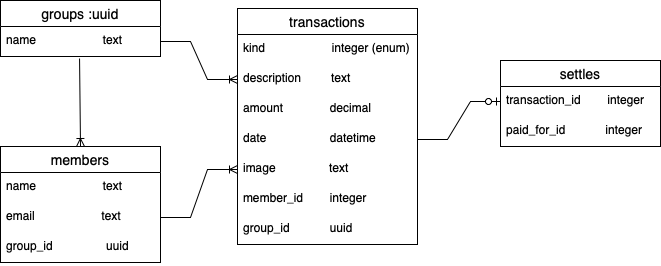 groups :uuid
name text
transactions
kind integer (enum)
description text
amount decimal
date datetime
image text
member_id integer
group_id uuid
settles
transaction_id integer
paid_for_id integer
members
name text
email text
group_id uuid